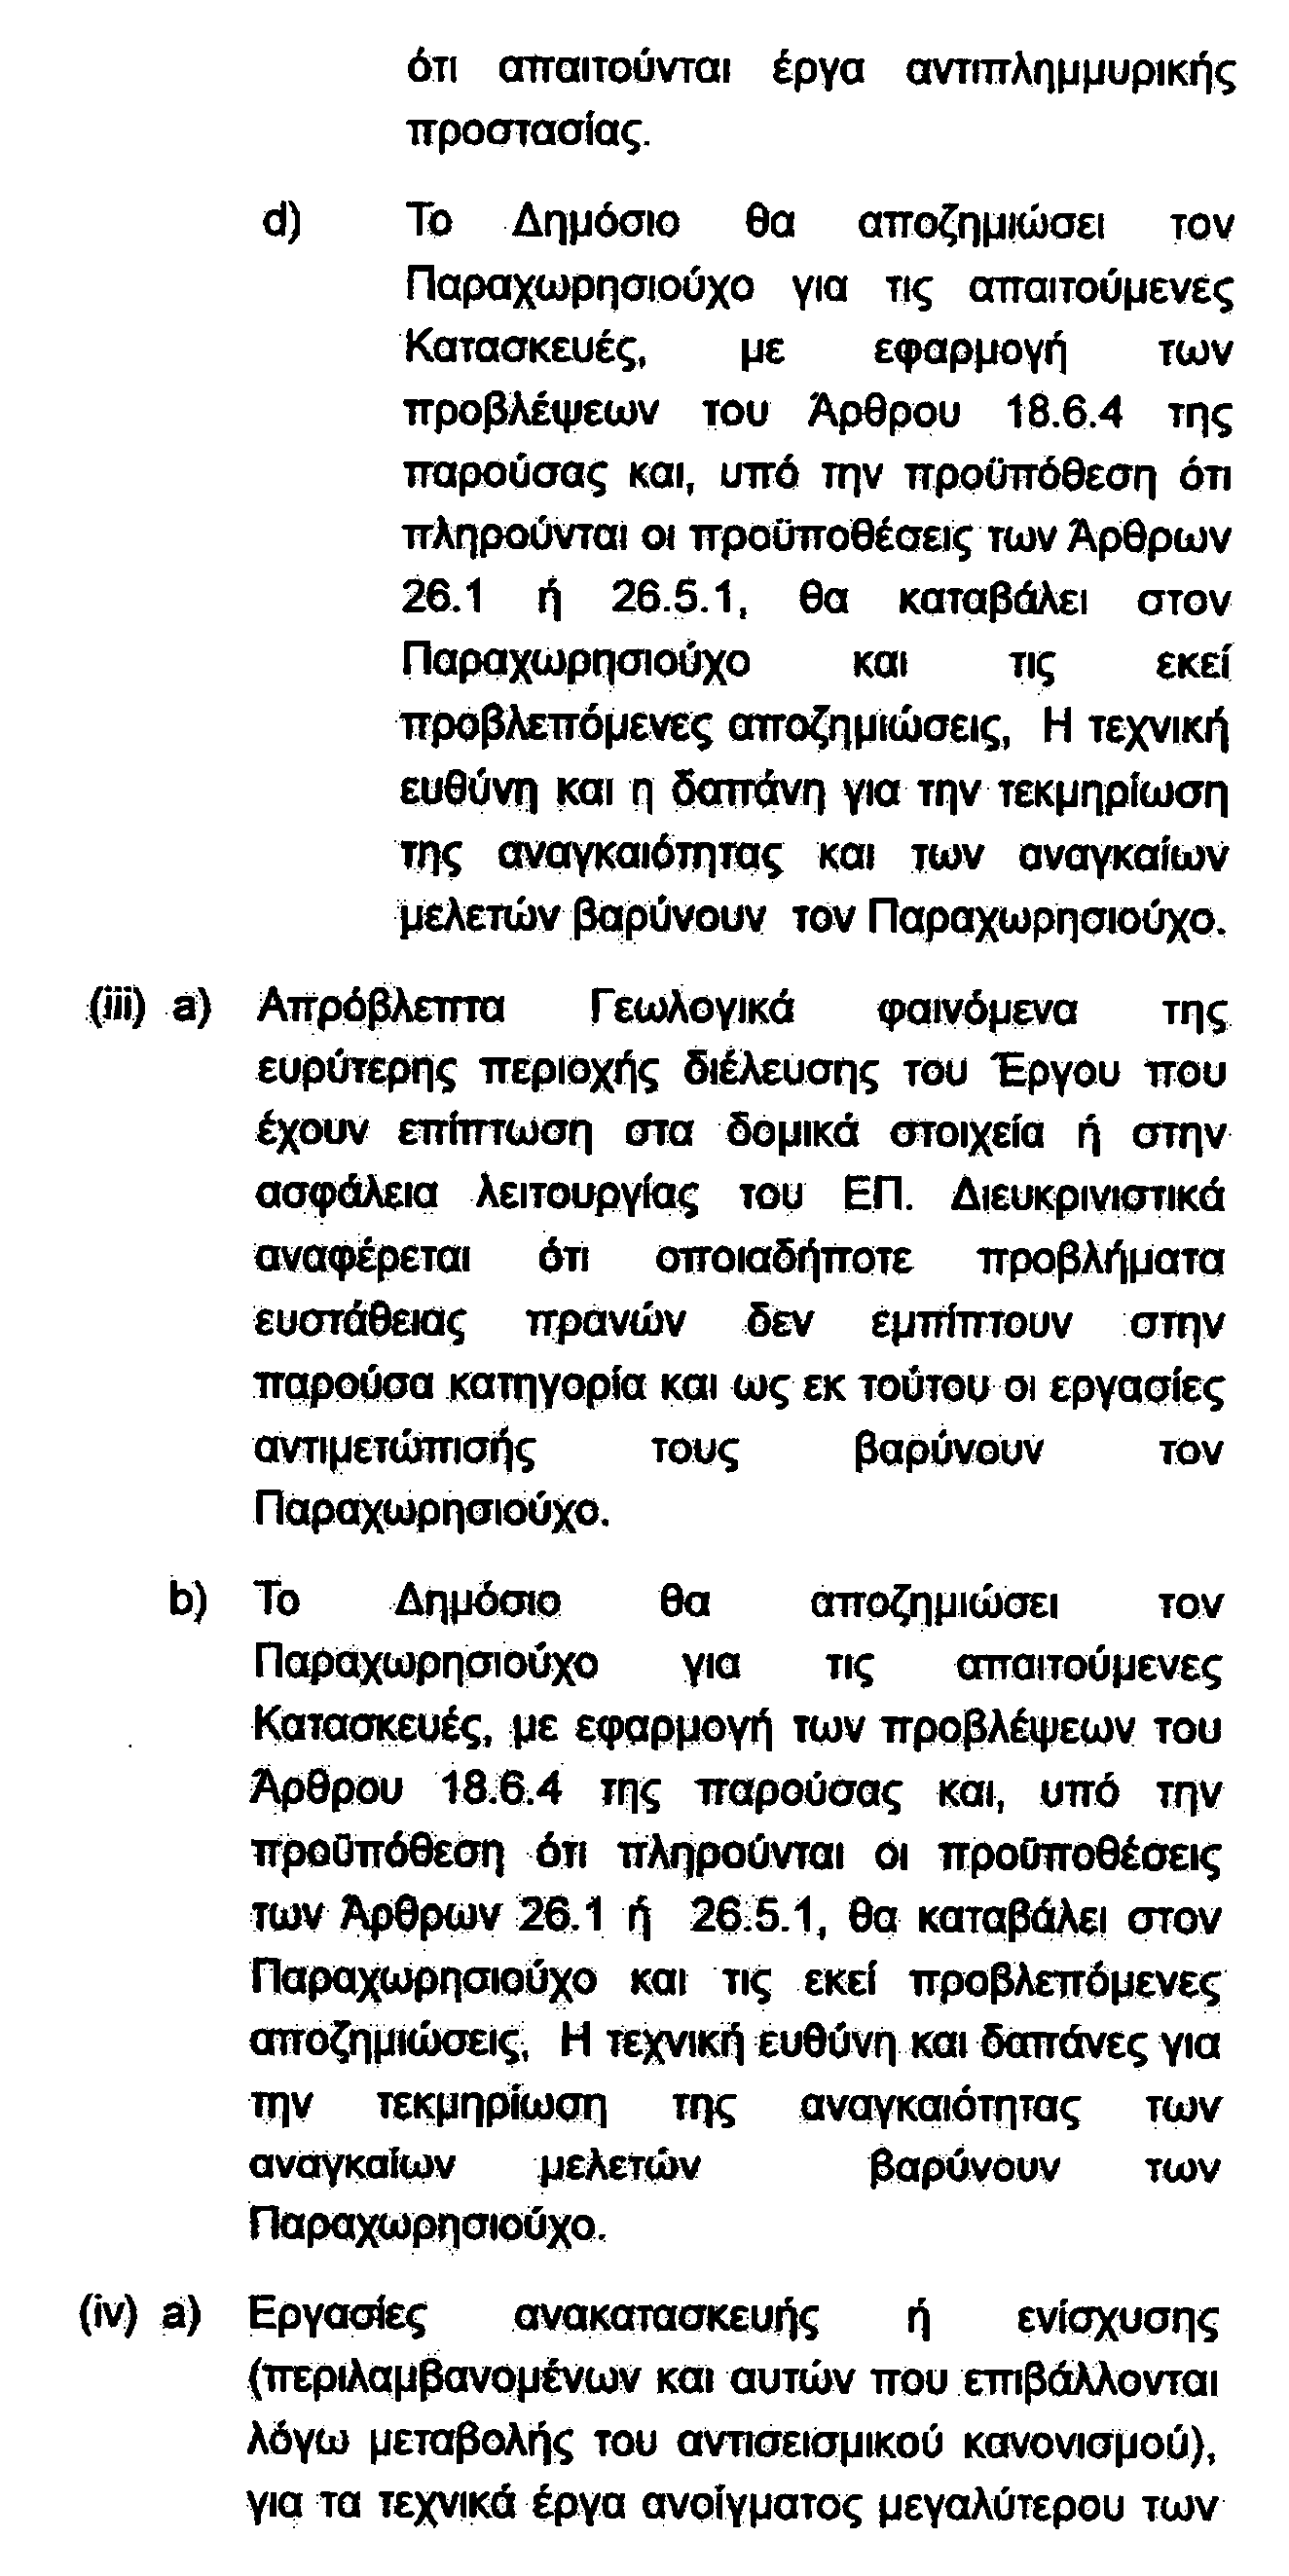 ότι απαιτούνται έργα αντιπλημμυρικής
προστασίας.
d) Το Δημόσιο θα αποζημιώσει τον
Παραχωρησιούχο για τις απαιτούμενες
Κατασκευές, με εφαρμογή των
προβλέψεων του Άρθρου 18.6.4 της
παρούσας και, υπό την προϋπόθεση ότι
πληρούνται οι προϋποθέσεις των Άρθρων
26.1 ή 26.5.1, θα καταβάλει στον
Παραχωρησιούχο και τις εκεί
προβλεπόμενες αποζημιώσεις, Η τεχνική
ευθύνη και η δαπάνη για την τεκμηρίωση
της αναγκαιότητας και των αναγκαίων
μελετών βαρύνουν τον Παραχωρησιούχο.
(iii) a) Απρόβλεπτα Γεωλογικά φαινόμενα της
ευρύτερης περιοχής διέλευσης του Έργου που
έχουν επίπτωση στα δομικά στοιχεία ή στην
ασφάλεια λειτουργίας του ΕΠ. Διευκρινιστικά
αναφέρεται ότι οποιαδήποτε προβλήματα
ευστάθειας πρανών δεν εμπίπτουν στην
παρούσα κατηγορία και ως εκ τούτου οι εργασίες
αντιμετώπισής τους βαρύνουν τον
Παραχωρησιούχο.
b) Το Δημόσιο θα αποζημιώσει τον
Παραχωρησιούχο για τις απαιτούμενες
Κατασκευές, με εφαρμογή των προβλέψεων του
Άρθρου 18.6.4 της παρούσας και, υπό την
προϋπόθεση ότι πληρούνται οι προϋποθέσεις
των Άρθρων 26.1 ή 26.5.1, θα καταβάλει στον
Παραχωρησιούχο και τις εκεί προβλεπόμενες
αποζημιώσεις, Η τεχνική ευθύνη και δαπάνες για
την τεκμηρίωση της αναγκαιότητας των
αναγκαίων μελετών βαρύνουν των
Παραχωρησιούχο.
(iv) a) Εργασίες ανακατασκευής ή ενίσχυσης
(περιλαμβανομένων και αυτών που επιβάλλονται
λόγω μεταβολής του αντισεισμικού κανονισμού),
για τα τεχνικά έργα ανοίγματος μεγαλύτερου των